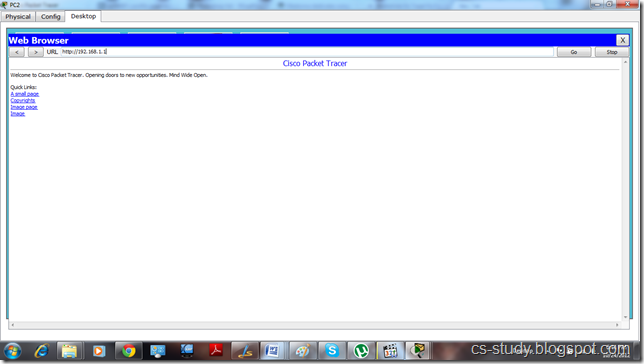 PC2
Physical Config Desktop
Web Browser X
< > URL http://192.168.1.1 Go Stop
Cisco Packet Tracer
Welcome to Cisco Packet Tracer. Opening doors to new opportunities. Mind Wide Open.
Quick Links:
A small page
Copyrights
Image page
Image
cs-study.blogspot.com